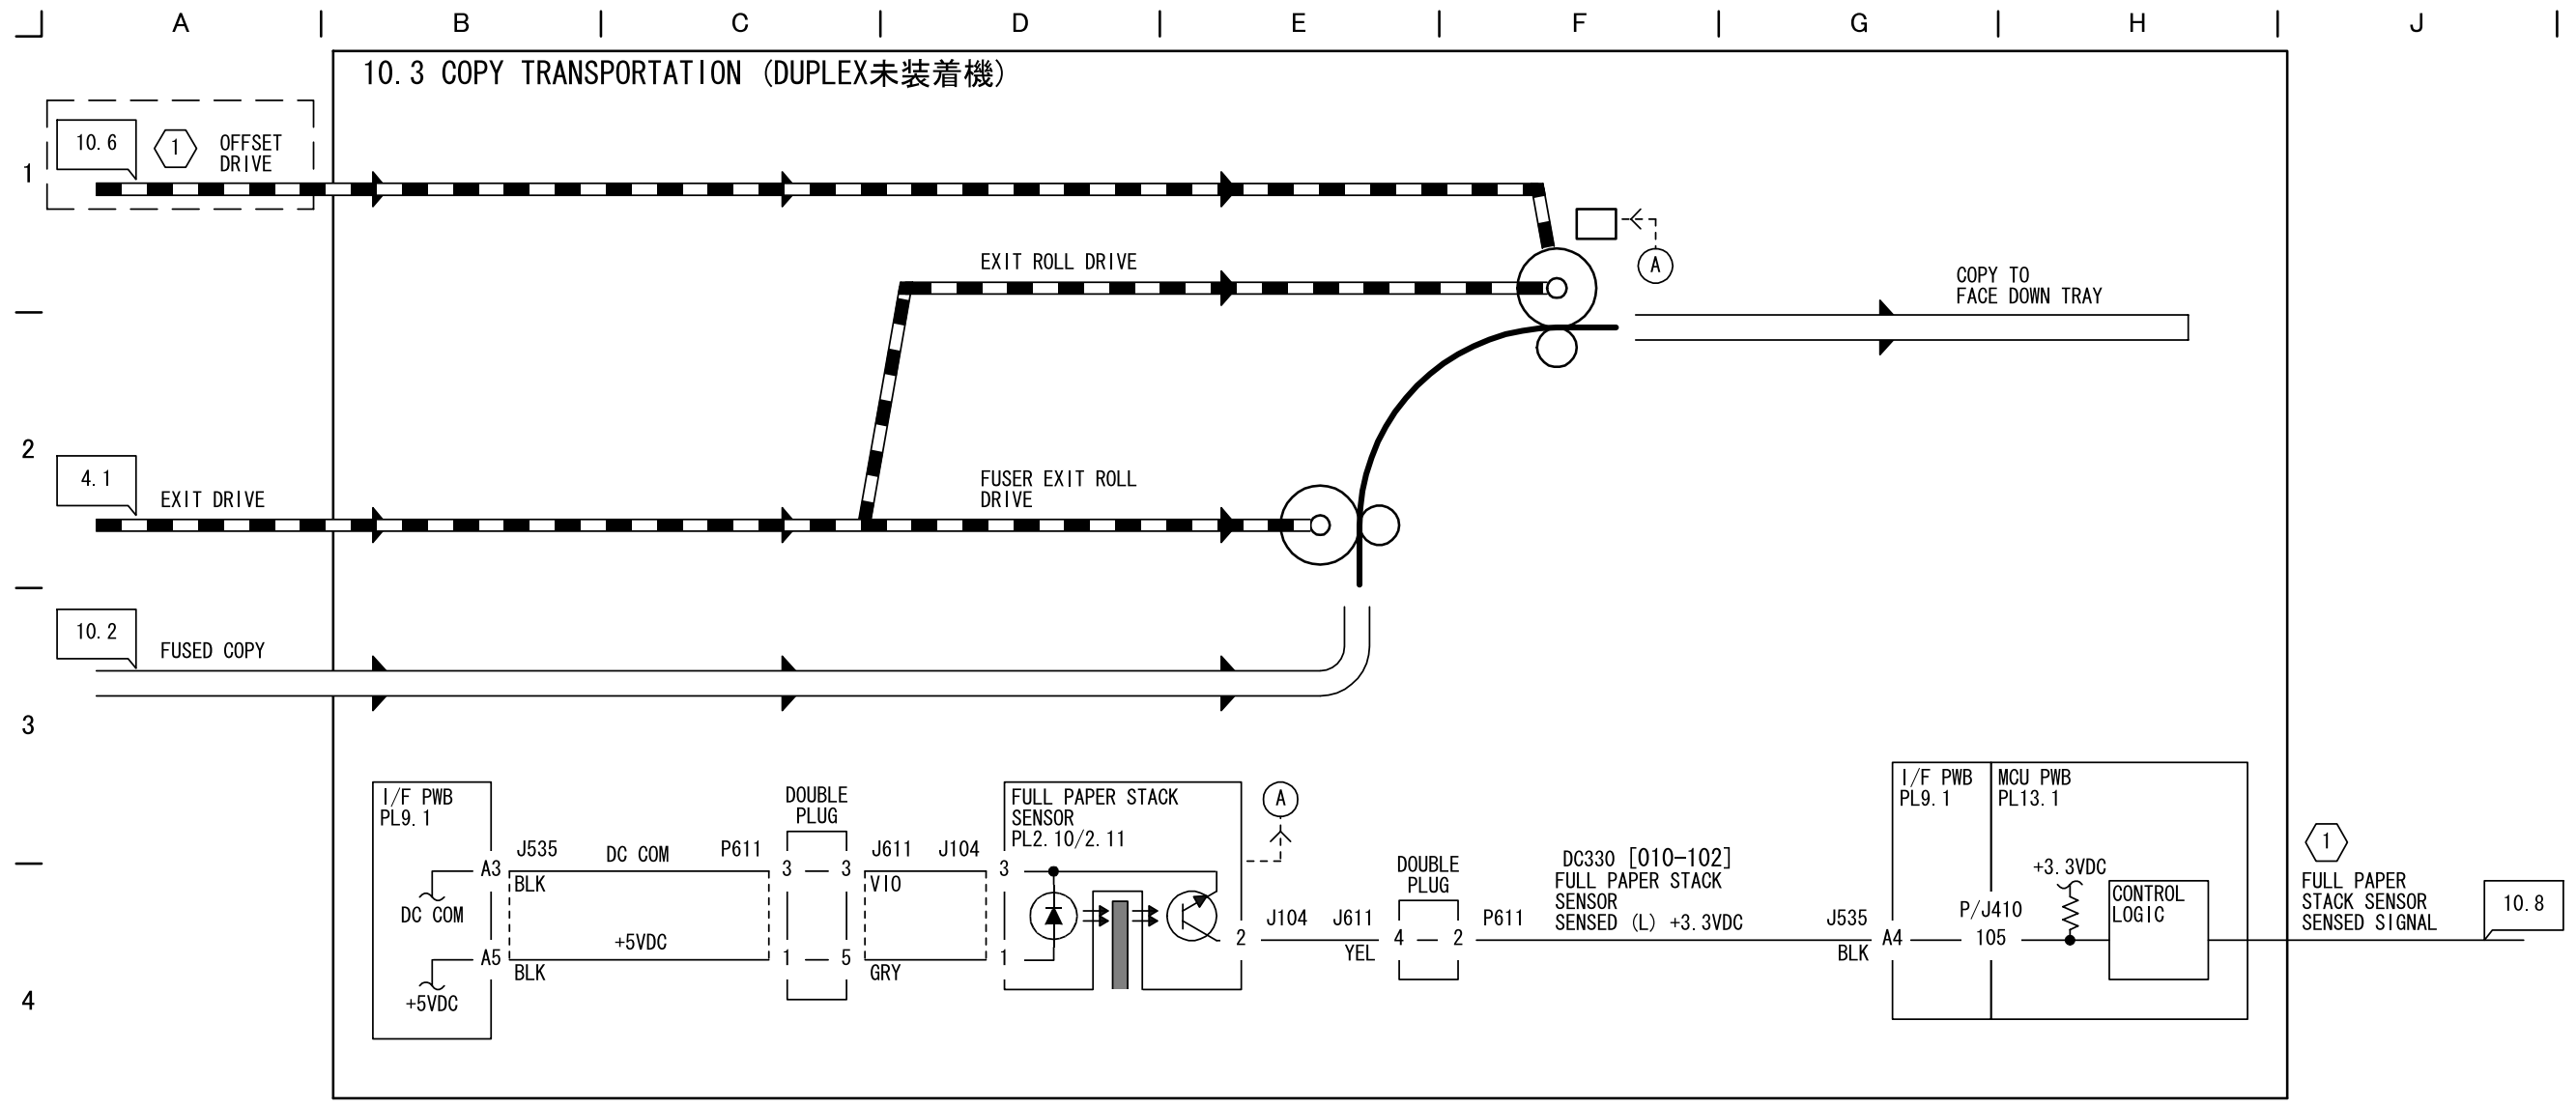 A B C D E F G H J
10.3 COPY TRANSPORTATION (DUPLEX未装着機)
1
10.6
1
OFFSET
DRIVE
A
EXIT ROLL DRIVE
COPY TO
FACE DOWN TRAY
2
4.1
EXIT DRIVE
FUSER EXIT ROLL
DRIVE
10.2
FUSED COPY
3
I/F PWB
PL9.1
A3
DC COM
A5
+5VDC
J535
BLK
DC COM
P611
+5VDC
BLK
DOUBLE
PLUG
3 3
1 5
J611
J104
VIO
GRY
FULL PAPER STACK
SENSOR
PL2.10/2.11
3
1
2
A
J104
J611
YEL
DOUBLE
PLUG
4 2
P611
DC330 [010-102]
FULL PAPER STACK
SENSOR
SENSED (L) +3.3VDC
J535
BLK
I/F PWB
PL9.1
A4
MCU PWB
PL13.1
P/J410
105
+3.3VDC
CONTROL
LOGIC
1
FULL PAPER
STACK SENSOR
SENSED SIGNAL
10.8
4